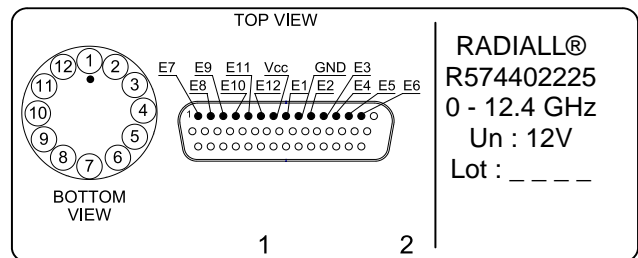 TOP VIEW
E7 E9 E11 Vcc GND E3
E8 E10 E12 E1 E2 E4 E5 E6
1
12 1 2
11 3
10 4
9 5
8 7 6
BOTTOM
VIEW
1 2
RADIALL®
R574402225
0 - 12.4 GHz
Un : 12V
Lot : _ _ _ _